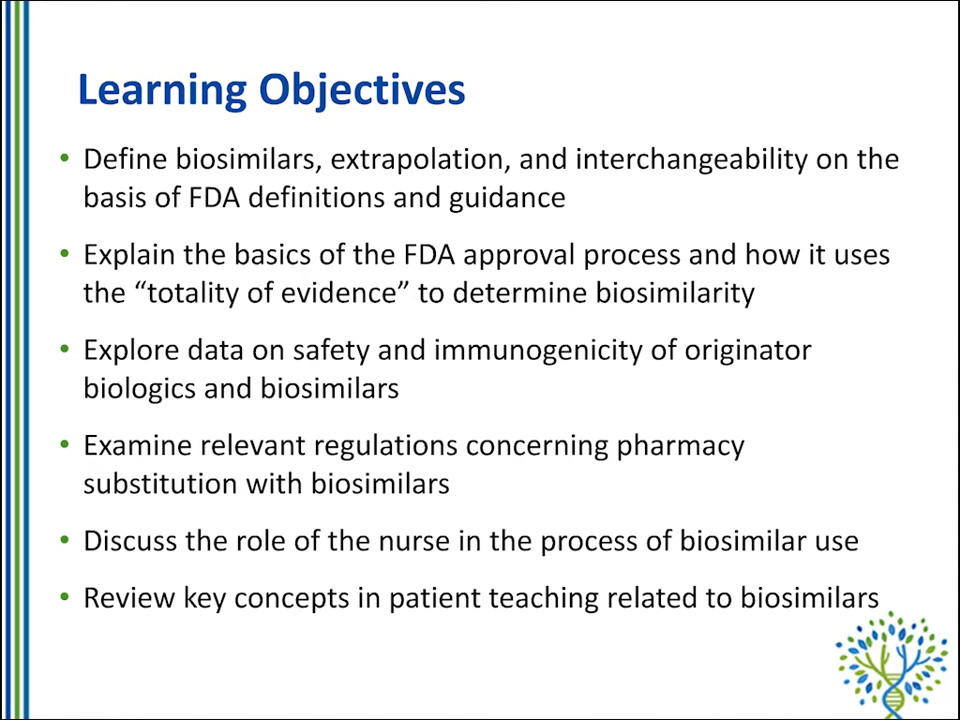 Learning Objectives
• Define biosimilars, extrapolation, and interchangeability on the
basis of FDA definitions and guidance
• Explain the basics of the FDA approval process and how it uses
the “totality of evidence” to determine biosimilarity
• Explore data on safety and immunogenicity of originator
biologics and biosimilars
• Examine relevant regulations concerning pharmacy
substitution with biosimilars
• Discuss the role of the nurse in the process of biosimilar use
• Review key concepts in patient teaching related to biosimilars